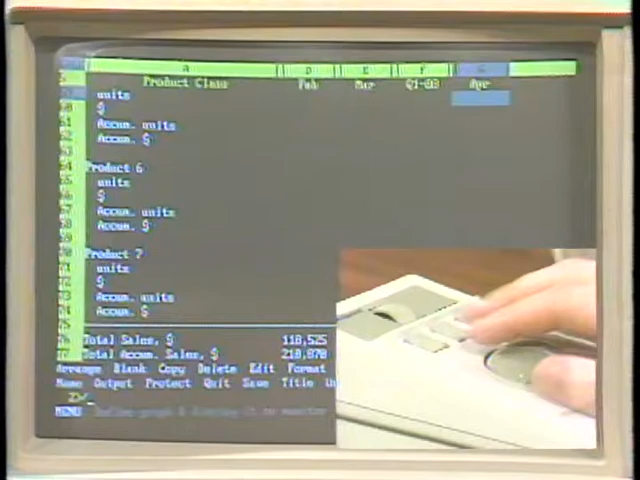 A D E F G
Product Class Feb Mar Q1-83 Apr
units
$
Accum. units
Accum. $
Product 6
units
$
Accum. units
Accum. $
Product 7
units
$
Accum. units
Accum. $
Total Sales, $ 118,525
Total Accum. Sales, $ 218,870
Arrange Blank Copy Delete Edit Format
Name Output Protect Quit Save Title
MENU